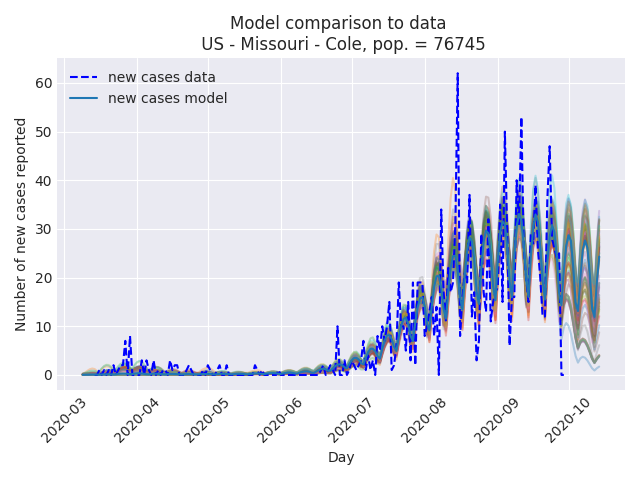 Model comparison to data
US - Missouri - Cole, pop. = 76745
new cases data
new cases model
Number of new cases reported
60
50
40
30
20
10
0
2020-03
2020-04
2020-05
2020-06
2020-07
2020-08
2020-09
2020-10
Day